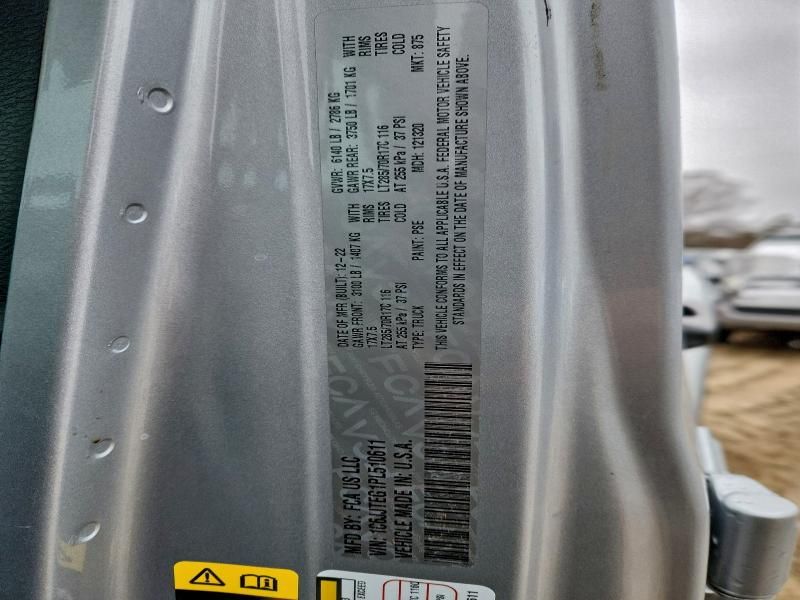 MFD BY: FCA US LLC
DATE OF MFR (BUILT): 12-22
GVWR: 6140 LB / 2786 KG
GAWR FRONT: 3100 LB / 1407 KG WITH
GAWR REAR: 3750 LB / 1701 KG WITH
17X7.5 RIMS
17X7.5 RIMS
LT285/70R17C 116 TIRES
LT285/70R17C 116 TIRES
AT 255 kPa / 37 PSI COLD
AT 255 kPa / 37 PSI COLD
VIN: 1C6JJTEG1PL510611
TYPE: TRUCK PAINT: PSE MDH: 121320 MKT: 875
VEHICLE MADE IN: U.S.A.
THIS VEHICLE CONFORMS TO ALL APPLICABLE U.S.A. FEDERAL MOTOR VEHICLE SAFETY
STANDARDS IN EFFECT ON THE DATE OF MANUFACTURE SHOWN ABOVE.
EXCEED